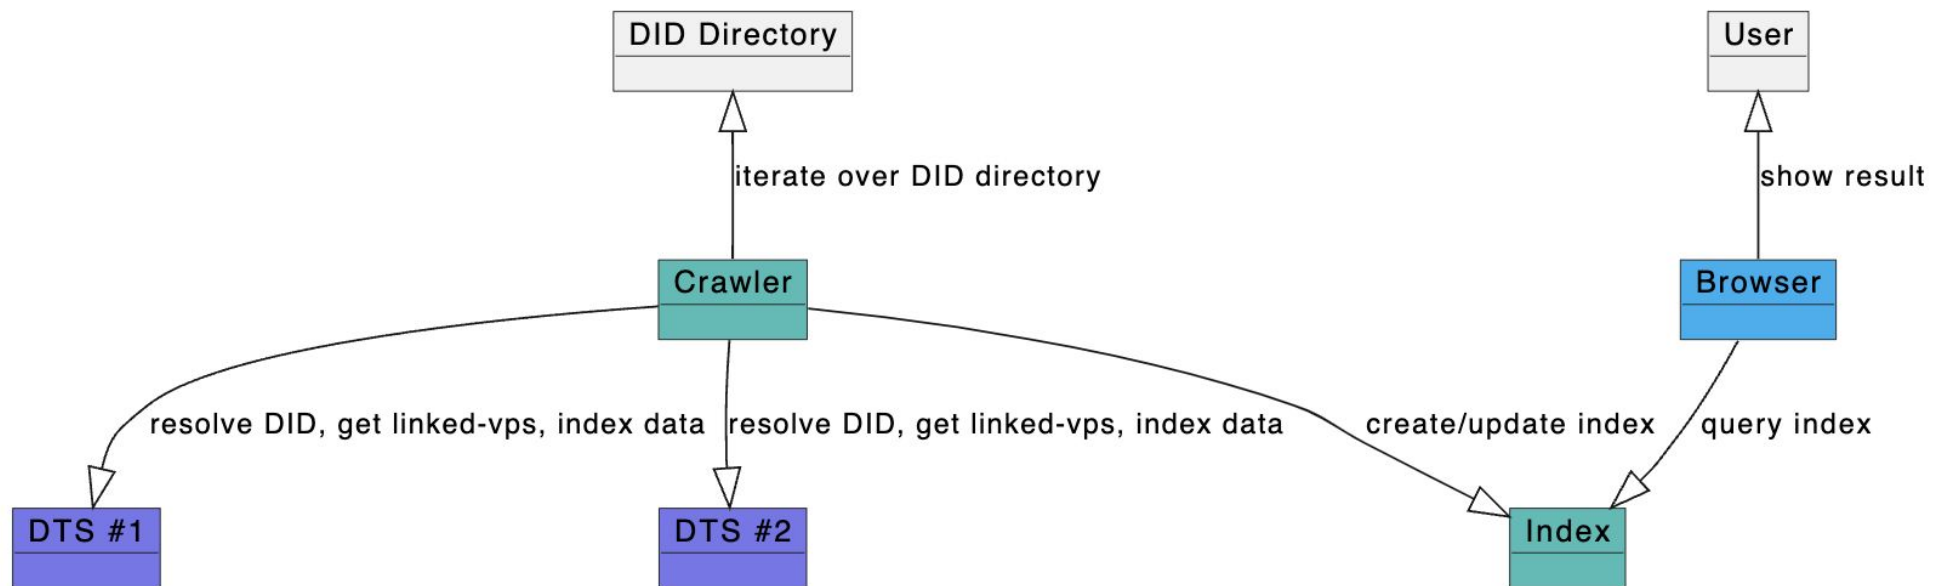 DID Directory
User
iterate over DID directory
show result
Crawler
Browser
resolve DID, get linked-vps, index data
resolve DID, get linked-vps, index data
create/update index
query index
DTS #1
DTS #2
Index